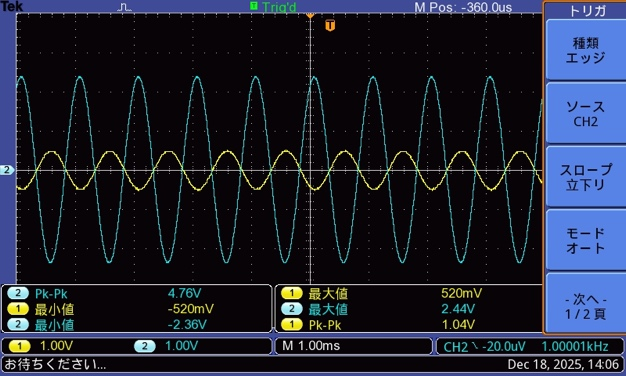 Tek
T Trig'd
M Pos: -360.0us
トリガ
T
種類
エッジ
ソース
CH2
スロープ
立下り
モード
オート
- 次へ -
1 / 2 頁
2
2 Pk-Pk 4.76V
1 最小値 -520mV
2 最小値 -2.36V
1 最大値 520mV
2 最大値 2.44V
1 Pk-Pk 1.04V
1 1.00V 2 1.00V M 1.00ms CH2 -20.0uV 1.00001kHz
お待ちください... Dec 18, 2025, 14:06